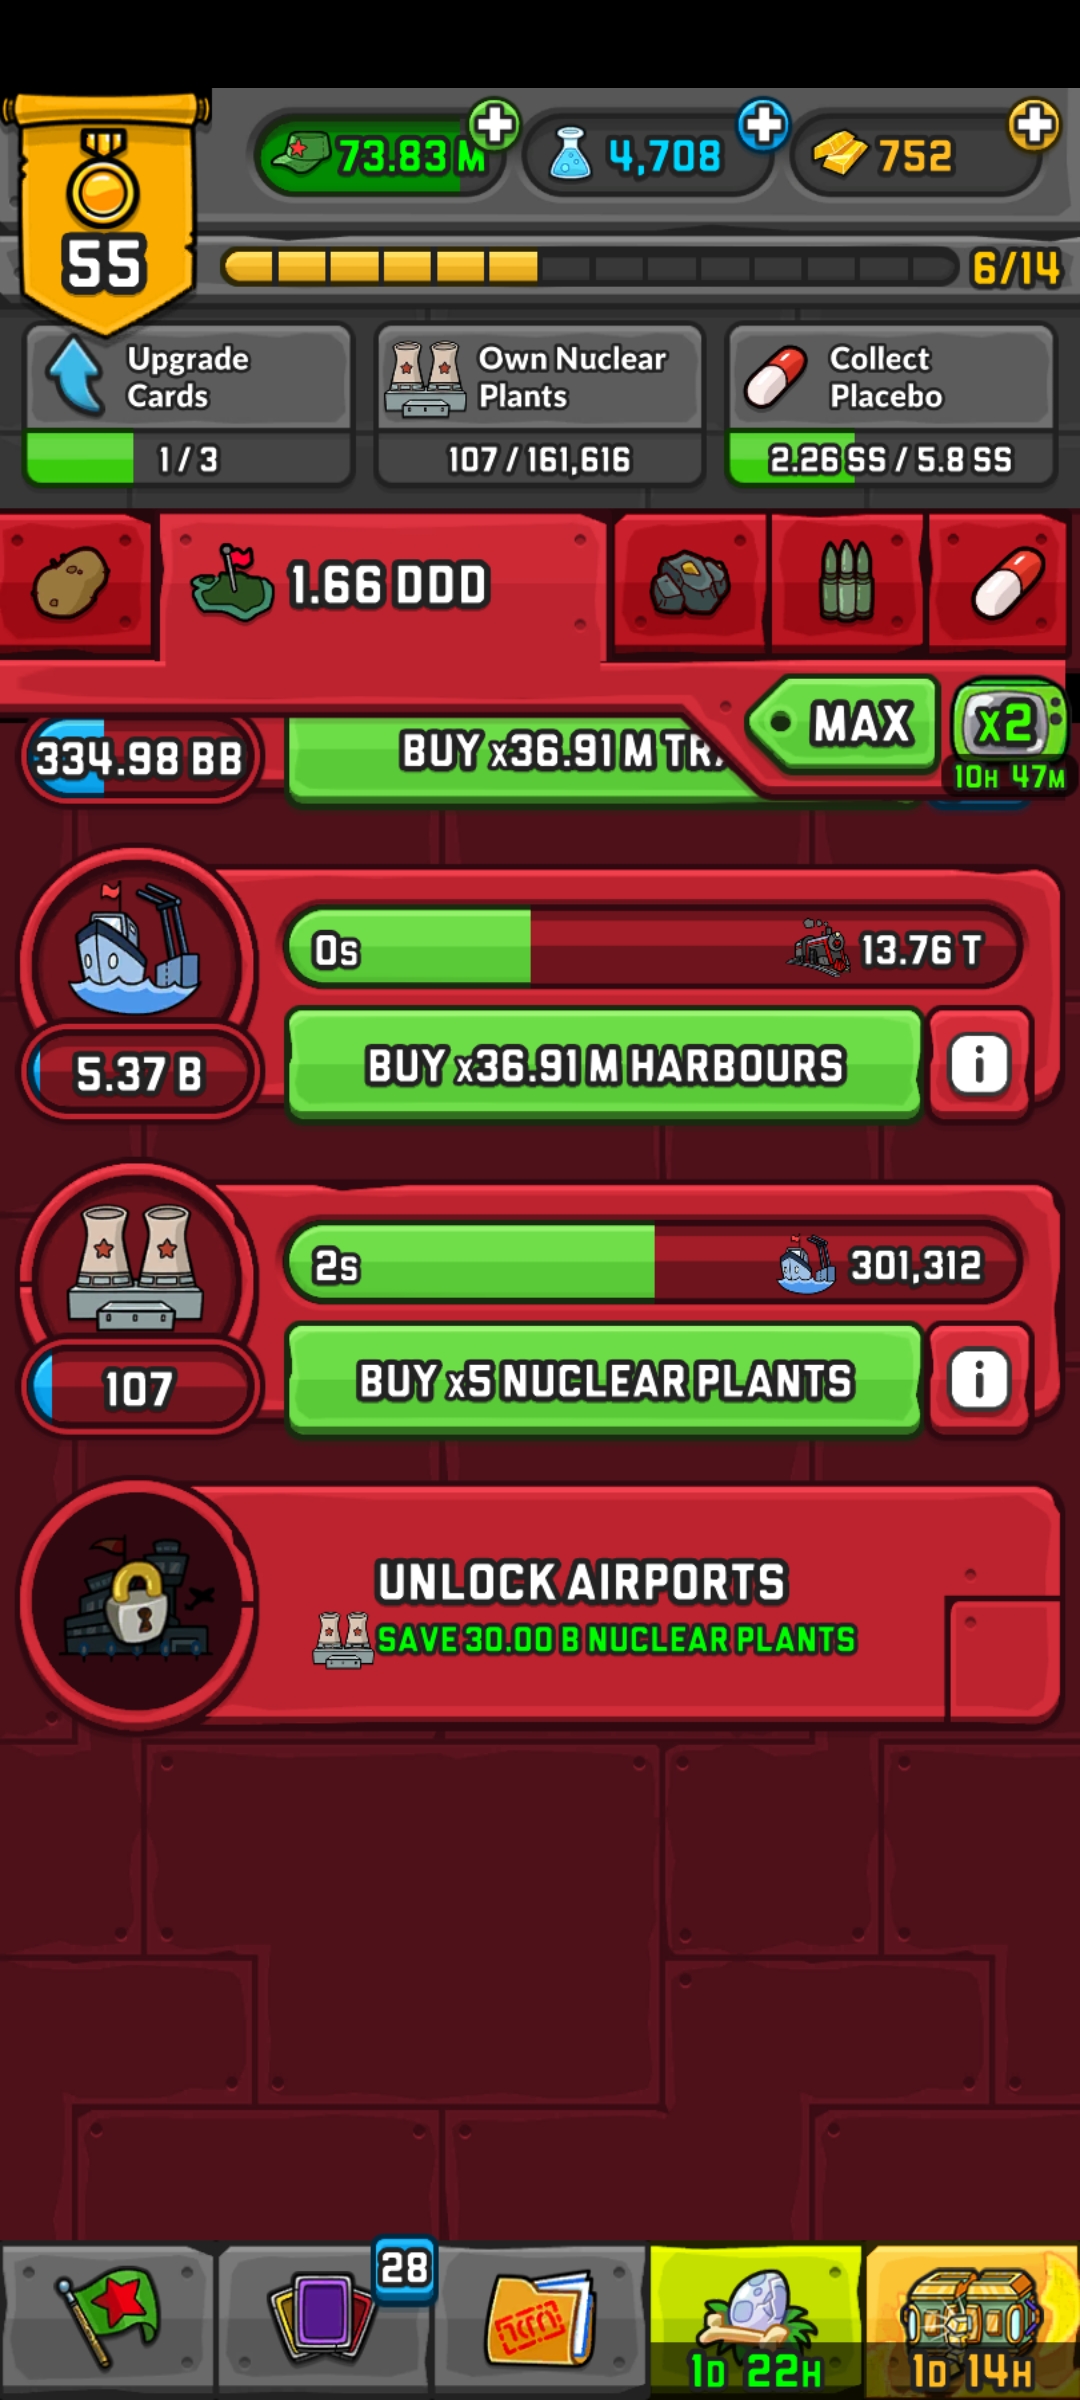 55
73.83 M
4,708
752
6/14
Upgrade
Cards
1 / 3
Own Nuclear
Plants
107 / 161,616
Collect
Placebo
2.26 SS / 5.8 SS
1.66 DDD
MAX
X2
10H 47M
334.98 BB
BUY x36.91 M
0s
13.76 T
5.37 B
BUY x36.91 M HARBOURS
i
2s
301,312
107
BUY x5 NUCLEAR PLANTS
i
UNLOCK AIRPORTS
SAVE 30.00 B NUCLEAR PLANTS
28
1D 22H
1D 14H